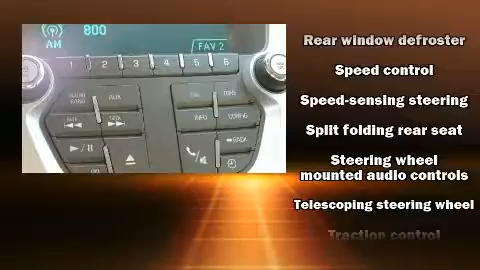 AM
800
FAV 2
1 2 3 4 5 6
AUX
INFO
CONFIG
BACK
Rear window defroster
Speed control
Speed-sensing steering
Split folding rear seat
Steering wheel
mounted audio controls
Telescoping steering wheel
Traction control